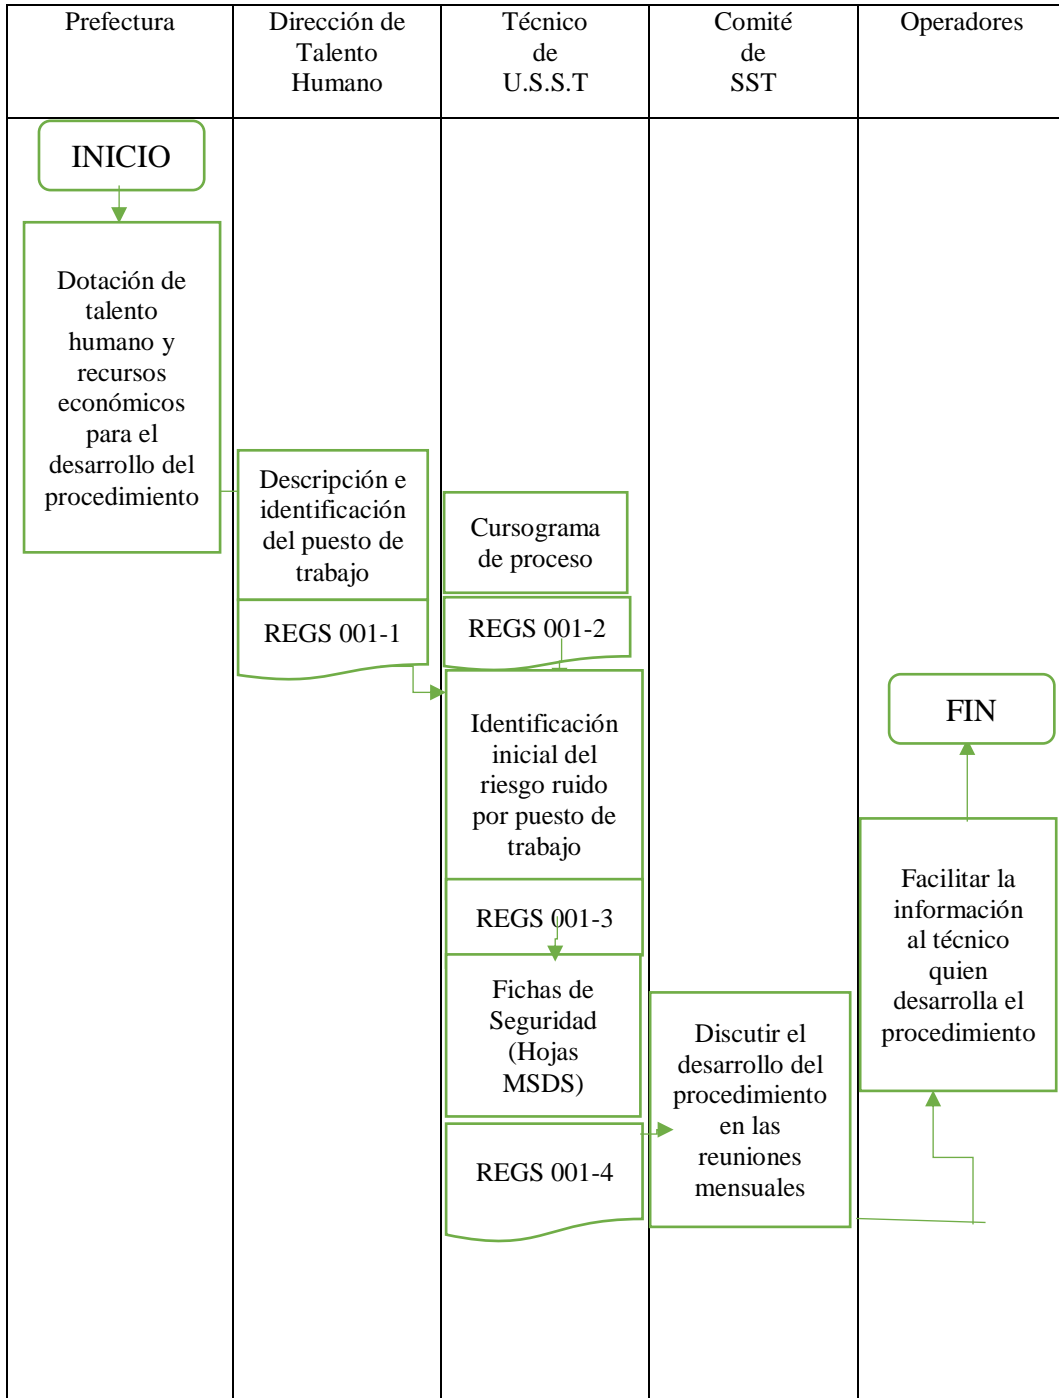 Prefectura
Dirección de
Talento
Humano
Técnico
de
U.S.S.T
Comité
de
SST
Operadores
INICIO
Dotación de
talento
humano y
recursos
económicos
para el
desarrollo del
procedimiento
Descripción e
identificación
del puesto de
trabajo
REGS 001-1
Cursograma
de proceso
REGS 001-2
Identificación
inicial del
riesgo ruido
por puesto de
trabajo
REGS 001-3
Fichas de
Seguridad
(Hojas
MSDS)
REGS 001-4
Discutir el
desarrollo del
procedimiento
en las
reuniones
mensuales
Facilitar la
información
al técnico
quien
desarrolla el
procedimiento
FIN